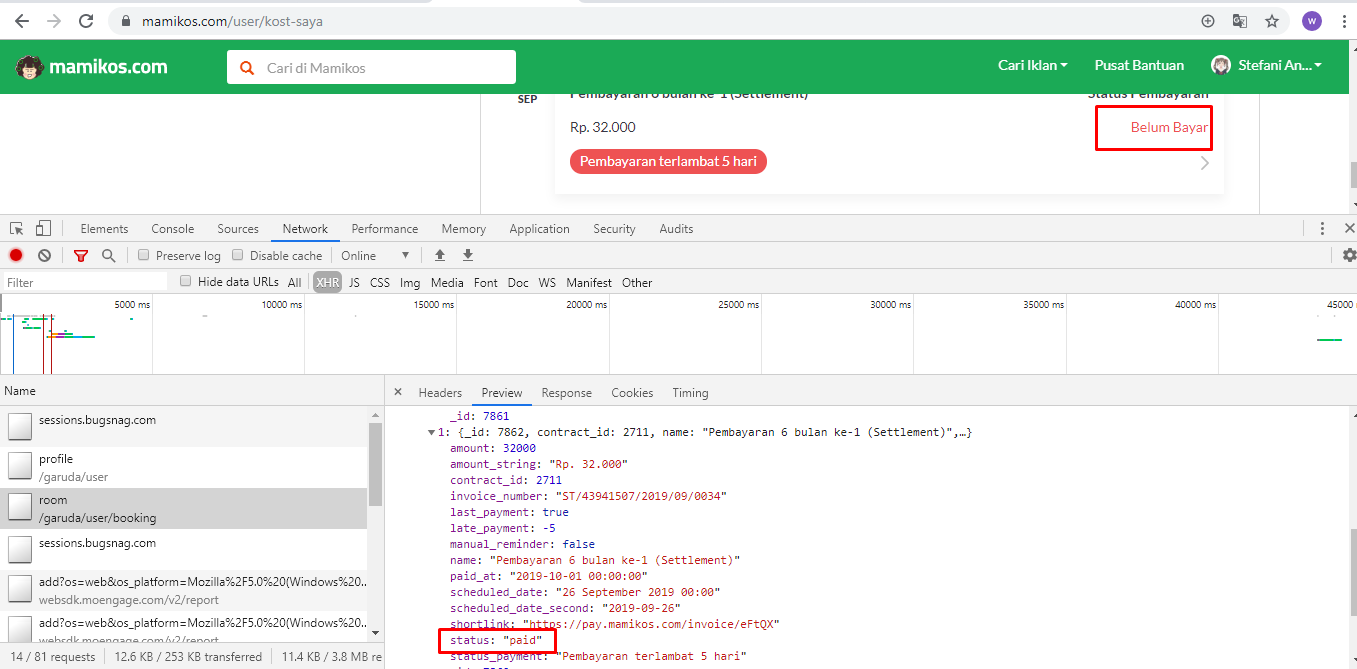 mamikos.com/user/kost-saya
W
mamikos.com
Cari di Mamikos
Cari Iklan
Pusat Bantuan
Stefani An...
SEP
Pembayaran 6 bulan ke-1 (Settlement)
Status Pembayaran
Rp. 32.000
Belum Bayar
Pembayaran terlambat 5 hari
Elements Console Sources Network Performance Memory Application Security Audits
Preserve log Disable cache Online
Filter Hide data URLs All XHR JS CSS Img Media Font Doc WS Manifest Other
5000 ms 10000 ms 15000 ms 20000 ms 25000 ms 30000 ms 35000 ms 40000 ms 45000
Name
× Headers Preview Response Cookies Timing
sessions.bugsnag.com
profile
/garuda/user
room
/garuda/user/booking
sessions.bugsnag.com
add?os=web&os_platform=Mozilla%2F5.0%20(Windows%20..
websdk.moengage.com/v2/report
add?os=web&os_platform=Mozilla%2F5.0%20(Windows%20..
websdk.moengage.com/v2/report
14 / 81 requests 12.6 KB / 253 KB transferred 11.4 KB / 3.8 MB re
_id: 7861
▼1: {_id: 7862, contract_id: 2711, name: "Pembayaran 6 bulan ke-1 (Settlement)",…}
amount: 32000
amount_string: "Rp. 32.000"
contract_id: 2711
invoice_number: "ST/43941507/2019/09/0034"
last_payment: true
late_payment: -5
manual_reminder: false
name: "Pembayaran 6 bulan ke-1 (Settlement)"
paid_at: "2019-10-01 00:00:00"
scheduled_date: "26 September 2019 00:00"
scheduled_date_second: "2019-09-26"
shortlink: "https://pay.mamikos.com/invoice/eFtQX"
status: "paid"
status_payment: "Pembayaran terlambat 5 hari"